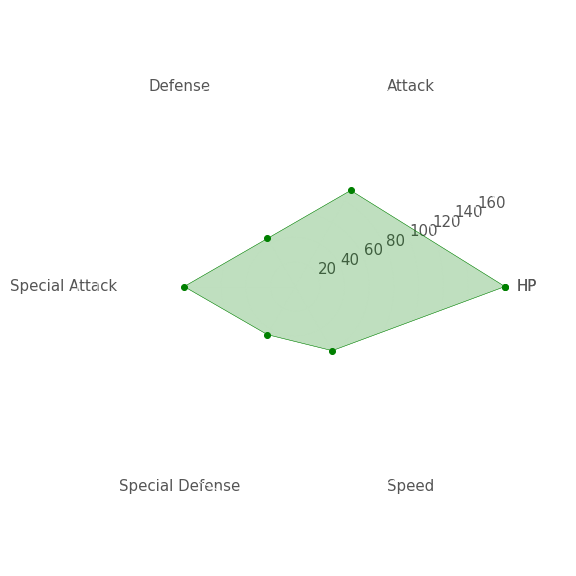 Defense
Attack
160
140
120
100
80
60
40
20
Special Attack
HP
Special Defense
Speed